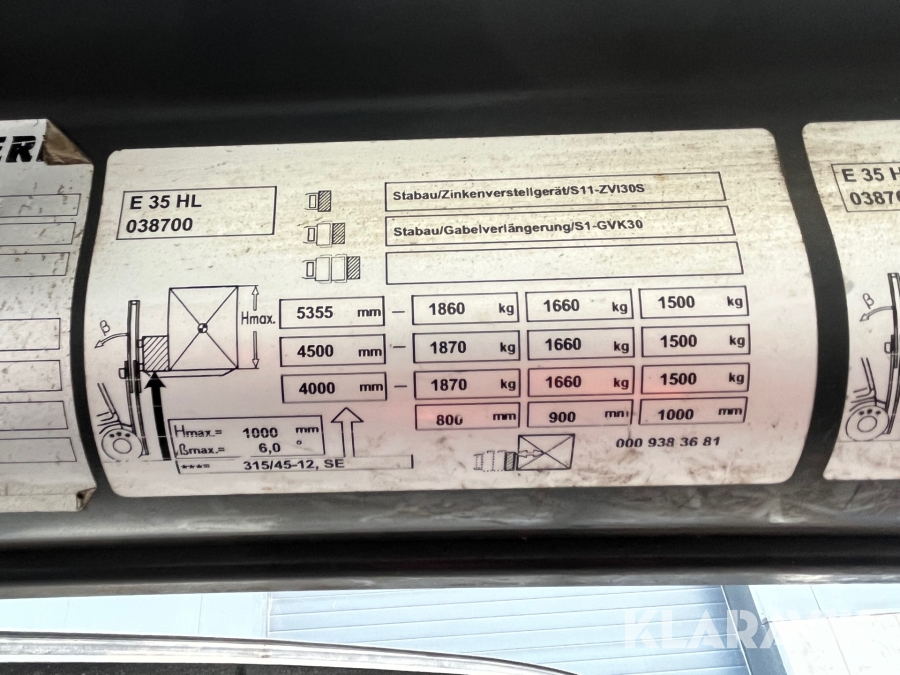 E 35 HL
038700
Stabau/Zinkenverstellgerät/S11-ZVI30S
Stabau/Gabelverlängerung/S1-GVK30
β
Hmax.
5355 mm – 1860 kg 1660 kg 1500 kg
4500 mm – 1870 kg 1660 kg 1500 kg
4000 mm – 1870 kg 1660 kg 1500 kg
800 mm 900 mm 1000 mm
Hmax.= 1000 mm
ßmax.= 6,0 °
***= 315/45-12, SE
000 938 36 81
E 35 H
0387
β